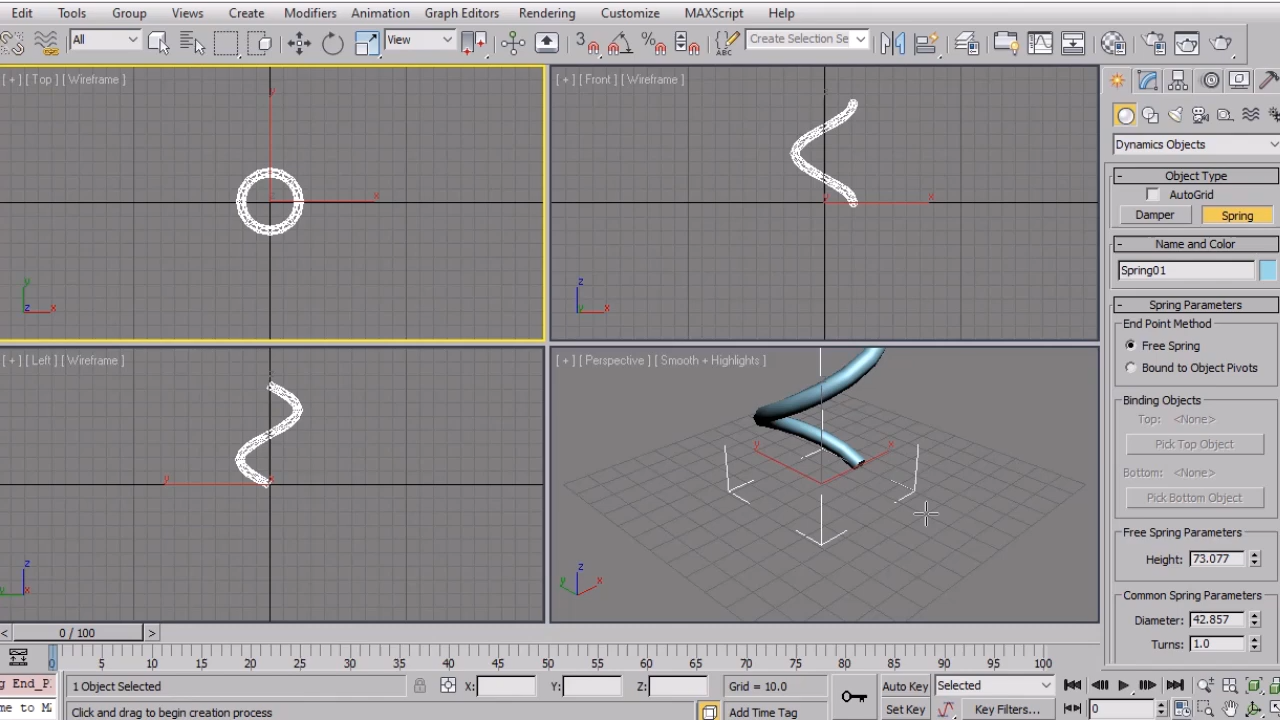 Edit Tools Group Views Create Modifiers Animation Graph Editors Rendering Customize MAXScript Help
All View 3 % ABC Create Selection Se
[ + ] [ Top ] [ Wireframe ]
y
x
y
z x
[ + ] [ Front ] [ Wireframe ]
x
z
y x
[ + ] [ Left ] [ Wireframe ]
y
z
y x
[ + ] [ Perspective ] [ Smooth + Highlights ]
y x
z
y x
Dynamics Objects
- Object Type
AutoGrid
Damper Spring
- Name and Color
Spring01
- Spring Parameters
End Point Method
Free Spring
Bound to Object Pivots
Binding Objects
Top: <None>
Pick Top Object
Bottom: <None>
Pick Bottom Object
Free Spring Parameters
Height: 73.077
Common Spring Parameters
Diameter: 42.857
Turns: 1.0
< 0 / 100 >
0 5 10 15 20 25 30 35 40 45 50 55 60 65 70 75 80 85 90 95 100
g End_P. 1 Object Selected X: Y: Z: Grid = 10.0 Auto Key Selected
me to M Click and drag to begin creation process Add Time Tag Set Key Key Filters... 0